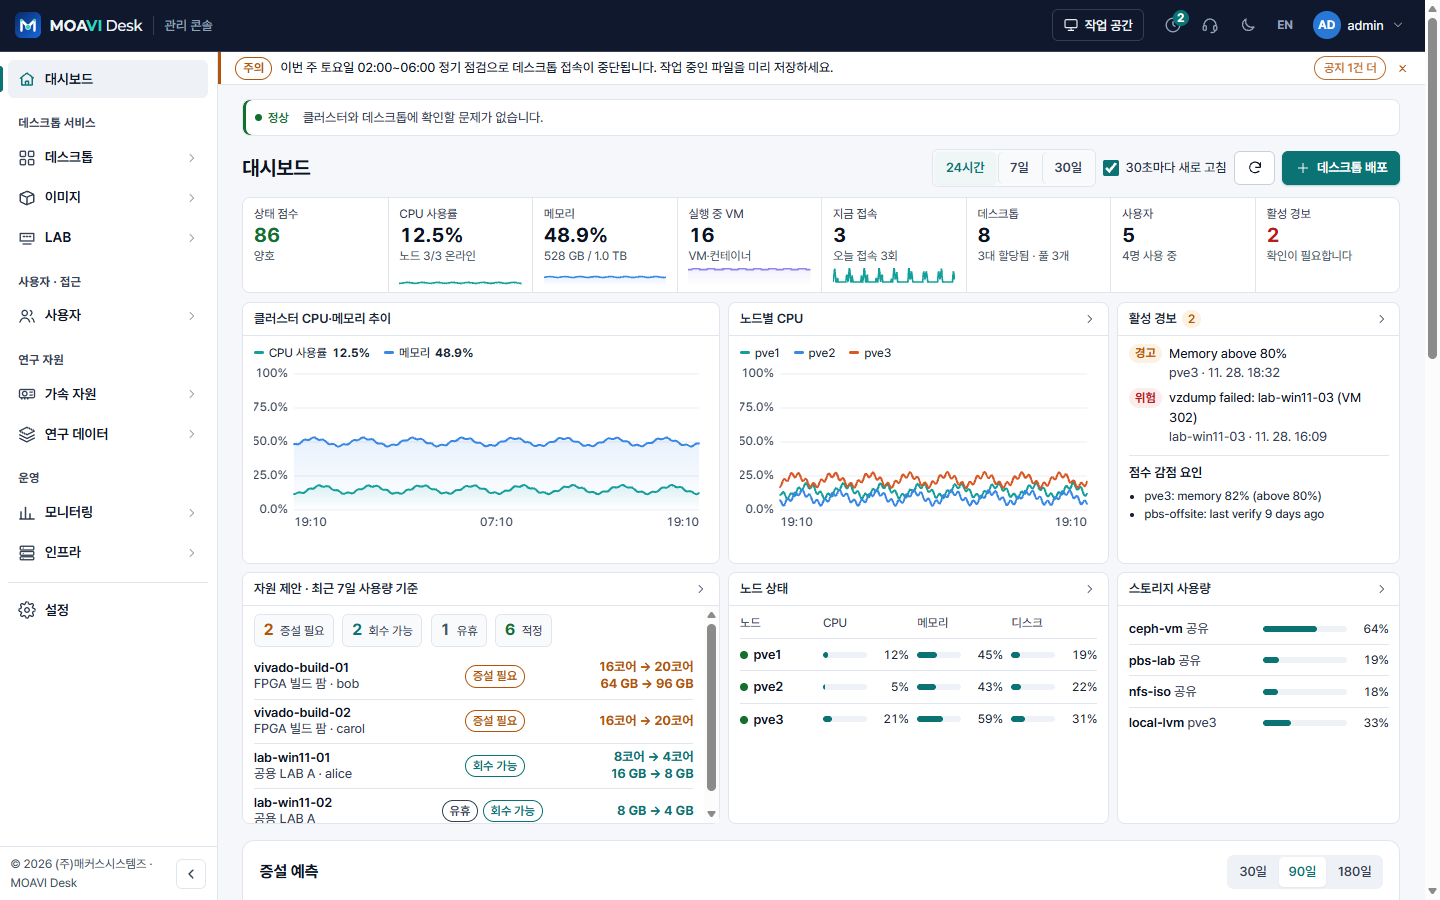 MOAVI Desk 관리 콘솔
작업 공간 2 EN AD admin
주의 이번 주 토요일 02:00~06:00 정기 점검으로 데스크톱 접속이 중단됩니다. 작업 중인 파일을 미리 저장하세요. 공지 1건 더 ×
대시보드
데스크톱 서비스
데스크톱
이미지
LAB
사용자 · 접근
사용자
연구 자원
가속 자원
연구 데이터
운영
모니터링
인프라
설정
© 2026 (주)매커스시스템즈 ·
MOAVI Desk
정상 클러스터와 데스크톱에 확인할 문제가 없습니다.
대시보드
24시간 7일 30일 30초마다 새로 고침 + 데스크톱 배포
상태 점수
86
양호
CPU 사용률
12.5%
노드 3/3 온라인
메모리
48.9%
528 GB / 1.0 TB
실행 중 VM
16
VM·컨테이너
지금 접속
3
오늘 접속 3회
데스크톱
8
3대 할당됨 · 풀 3개
사용자
5
4명 사용 중
활성 경보
2
확인이 필요합니다
클러스터 CPU·메모리 추이
CPU 사용률 12.5% 메모리 48.9%
100%
75.0%
50.0%
25.0%
0.0%
19:10 07:10 19:10
노드별 CPU
pve1 pve2 pve3
100%
75.0%
50.0%
25.0%
0.0%
19:10 19:10
활성 경보 2
경고 Memory above 80%
pve3 · 11. 28. 18:32
위험 vzdump failed: lab-win11-03 (VM
302)
lab-win11-03 · 11. 28. 16:09
점수 감점 요인
• pve3: memory 82% (above 80%)
• pbs-offsite: last verify 9 days ago
자원 제안 · 최근 7일 사용량 기준
2 증설 필요 2 회수 가능 1 유휴 6 적정
vivado-build-01
FPGA 빌드 팜 · bob
증설 필요
16코어 → 20코어
64 GB → 96 GB
vivado-build-02
FPGA 빌드 팜 · carol
증설 필요
16코어 → 20코어
lab-win11-01
공용 LAB A · alice
회수 가능
8코어 → 4코어
16 GB → 8 GB
lab-win11-02
공용 LAB A
유휴 회수 가능
8 GB → 4 GB
노드 상태
노드 CPU 메모리 디스크
pve1 12% 45% 19%
pve2 5% 43% 22%
pve3 21% 59% 31%
스토리지 사용량
ceph-vm 공유 64%
pbs-lab 공유 19%
nfs-iso 공유 18%
local-lvm pve3 33%
증설 예측
30일 90일 180일